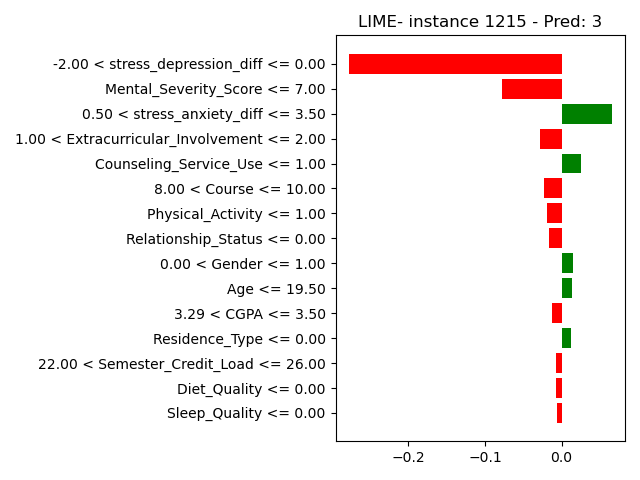 LIME- instance 1215 - Pred: 3
-2.00 < stress_depression_diff <= 0.00
Mental_Severity_Score <= 7.00
0.50 < stress_anxiety_diff <= 3.50
1.00 < Extracurricular_Involvement <= 2.00
Counseling_Service_Use <= 1.00
8.00 < Course <= 10.00
Physical_Activity <= 1.00
Relationship_Status <= 0.00
0.00 < Gender <= 1.00
Age <= 19.50
3.29 < CGPA <= 3.50
Residence_Type <= 0.00
22.00 < Semester_Credit_Load <= 26.00
Diet_Quality <= 0.00
Sleep_Quality <= 0.00
−0.2 −0.1 0.0